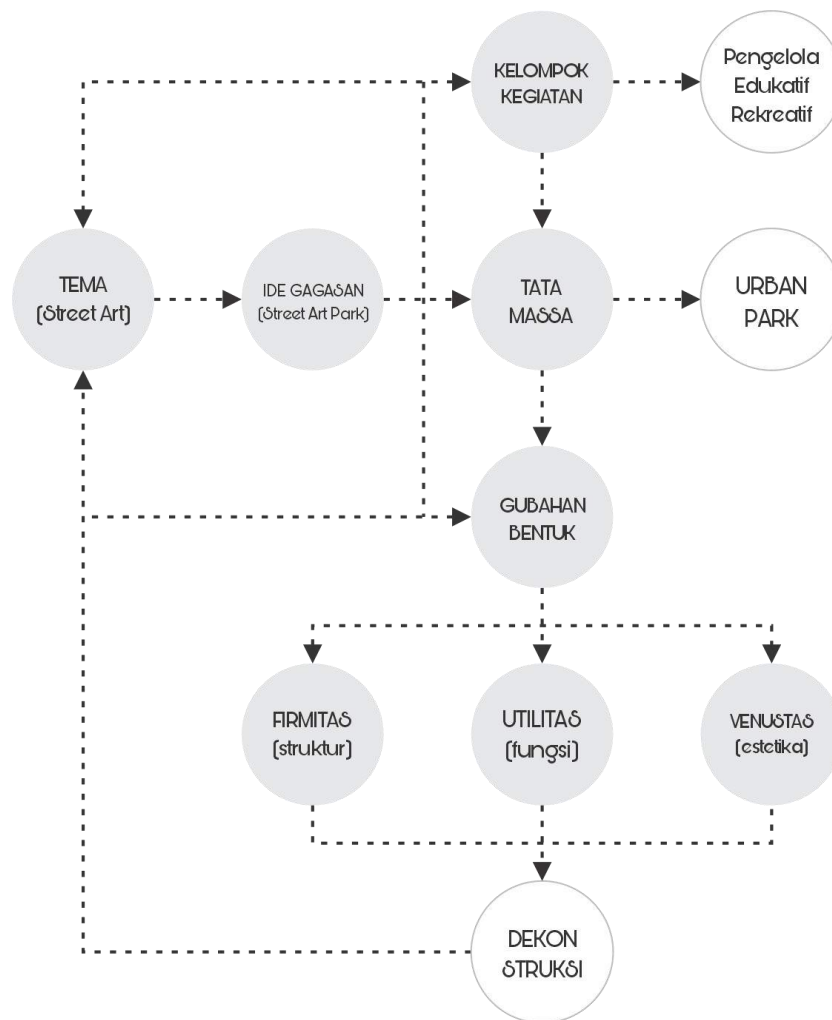 KELOMPOK
KEGIATAN
Pengelola
Edukatif
Rekreatif
TEMA
(Street Art)
IDE GAGASAN
(Street Art Park)
TATA
MASSA
URBAN
PARK
GUBAHAN
BENTUK
FIRMITAS
(struktur)
UTILITAS
(fungsi)
VENUSTAS
(estetika)
DEKON
STRUKSI